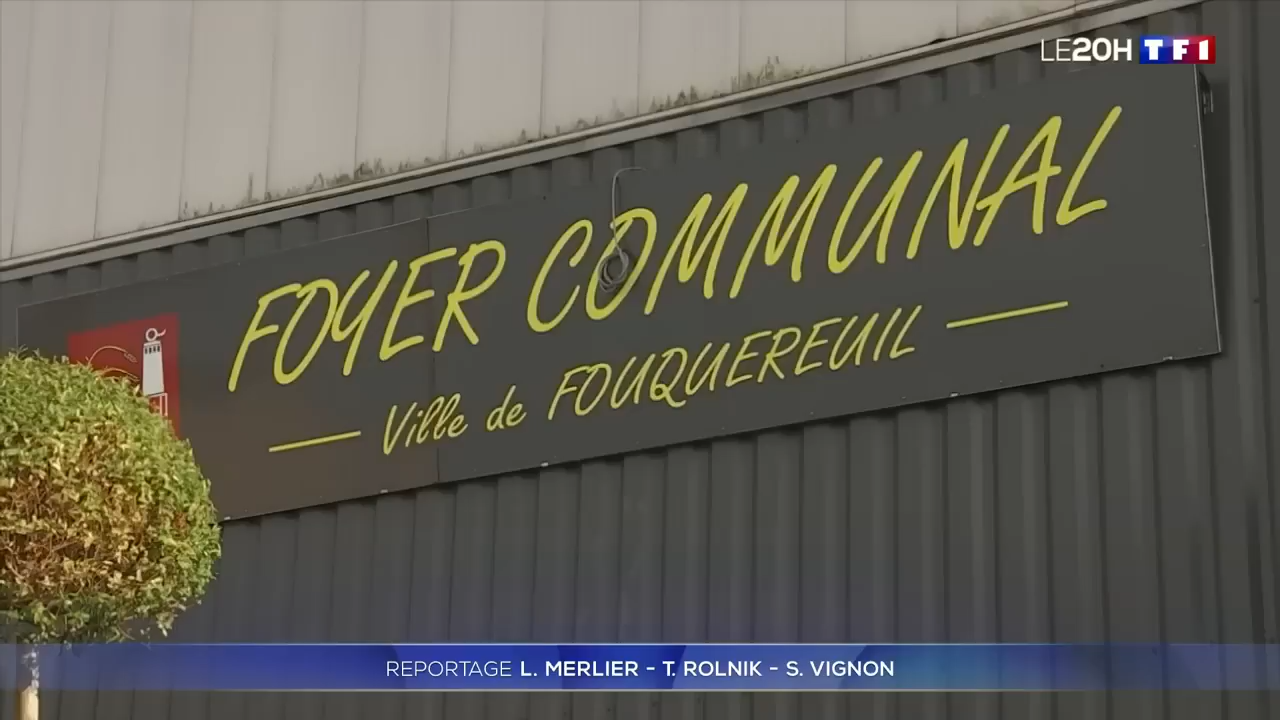 LE20H TF1
FOYER COMMUNAL
Ville de FOUQUEREUIL
REPORTAGE L. MERLIER - T. ROLNIK - S. VIGNON